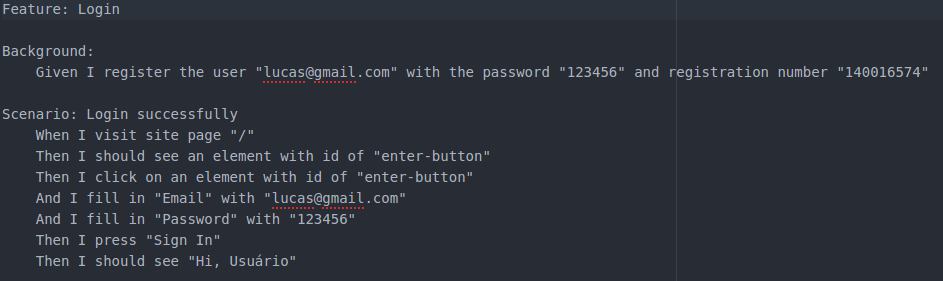 Feature: Login
Background:
Given I register the user "lucas@gmail.com" with the password "123456" and registration number "140016574"
Scenario: Login successfully
When I visit site page "/"
Then I should see an element with id of "enter-button"
Then I click on an element with id of "enter-button"
And I fill in "Email" with "lucas@gmail.com"
And I fill in "Password" with "123456"
Then I press "Sign In"
Then I should see "Hi, Usuário"